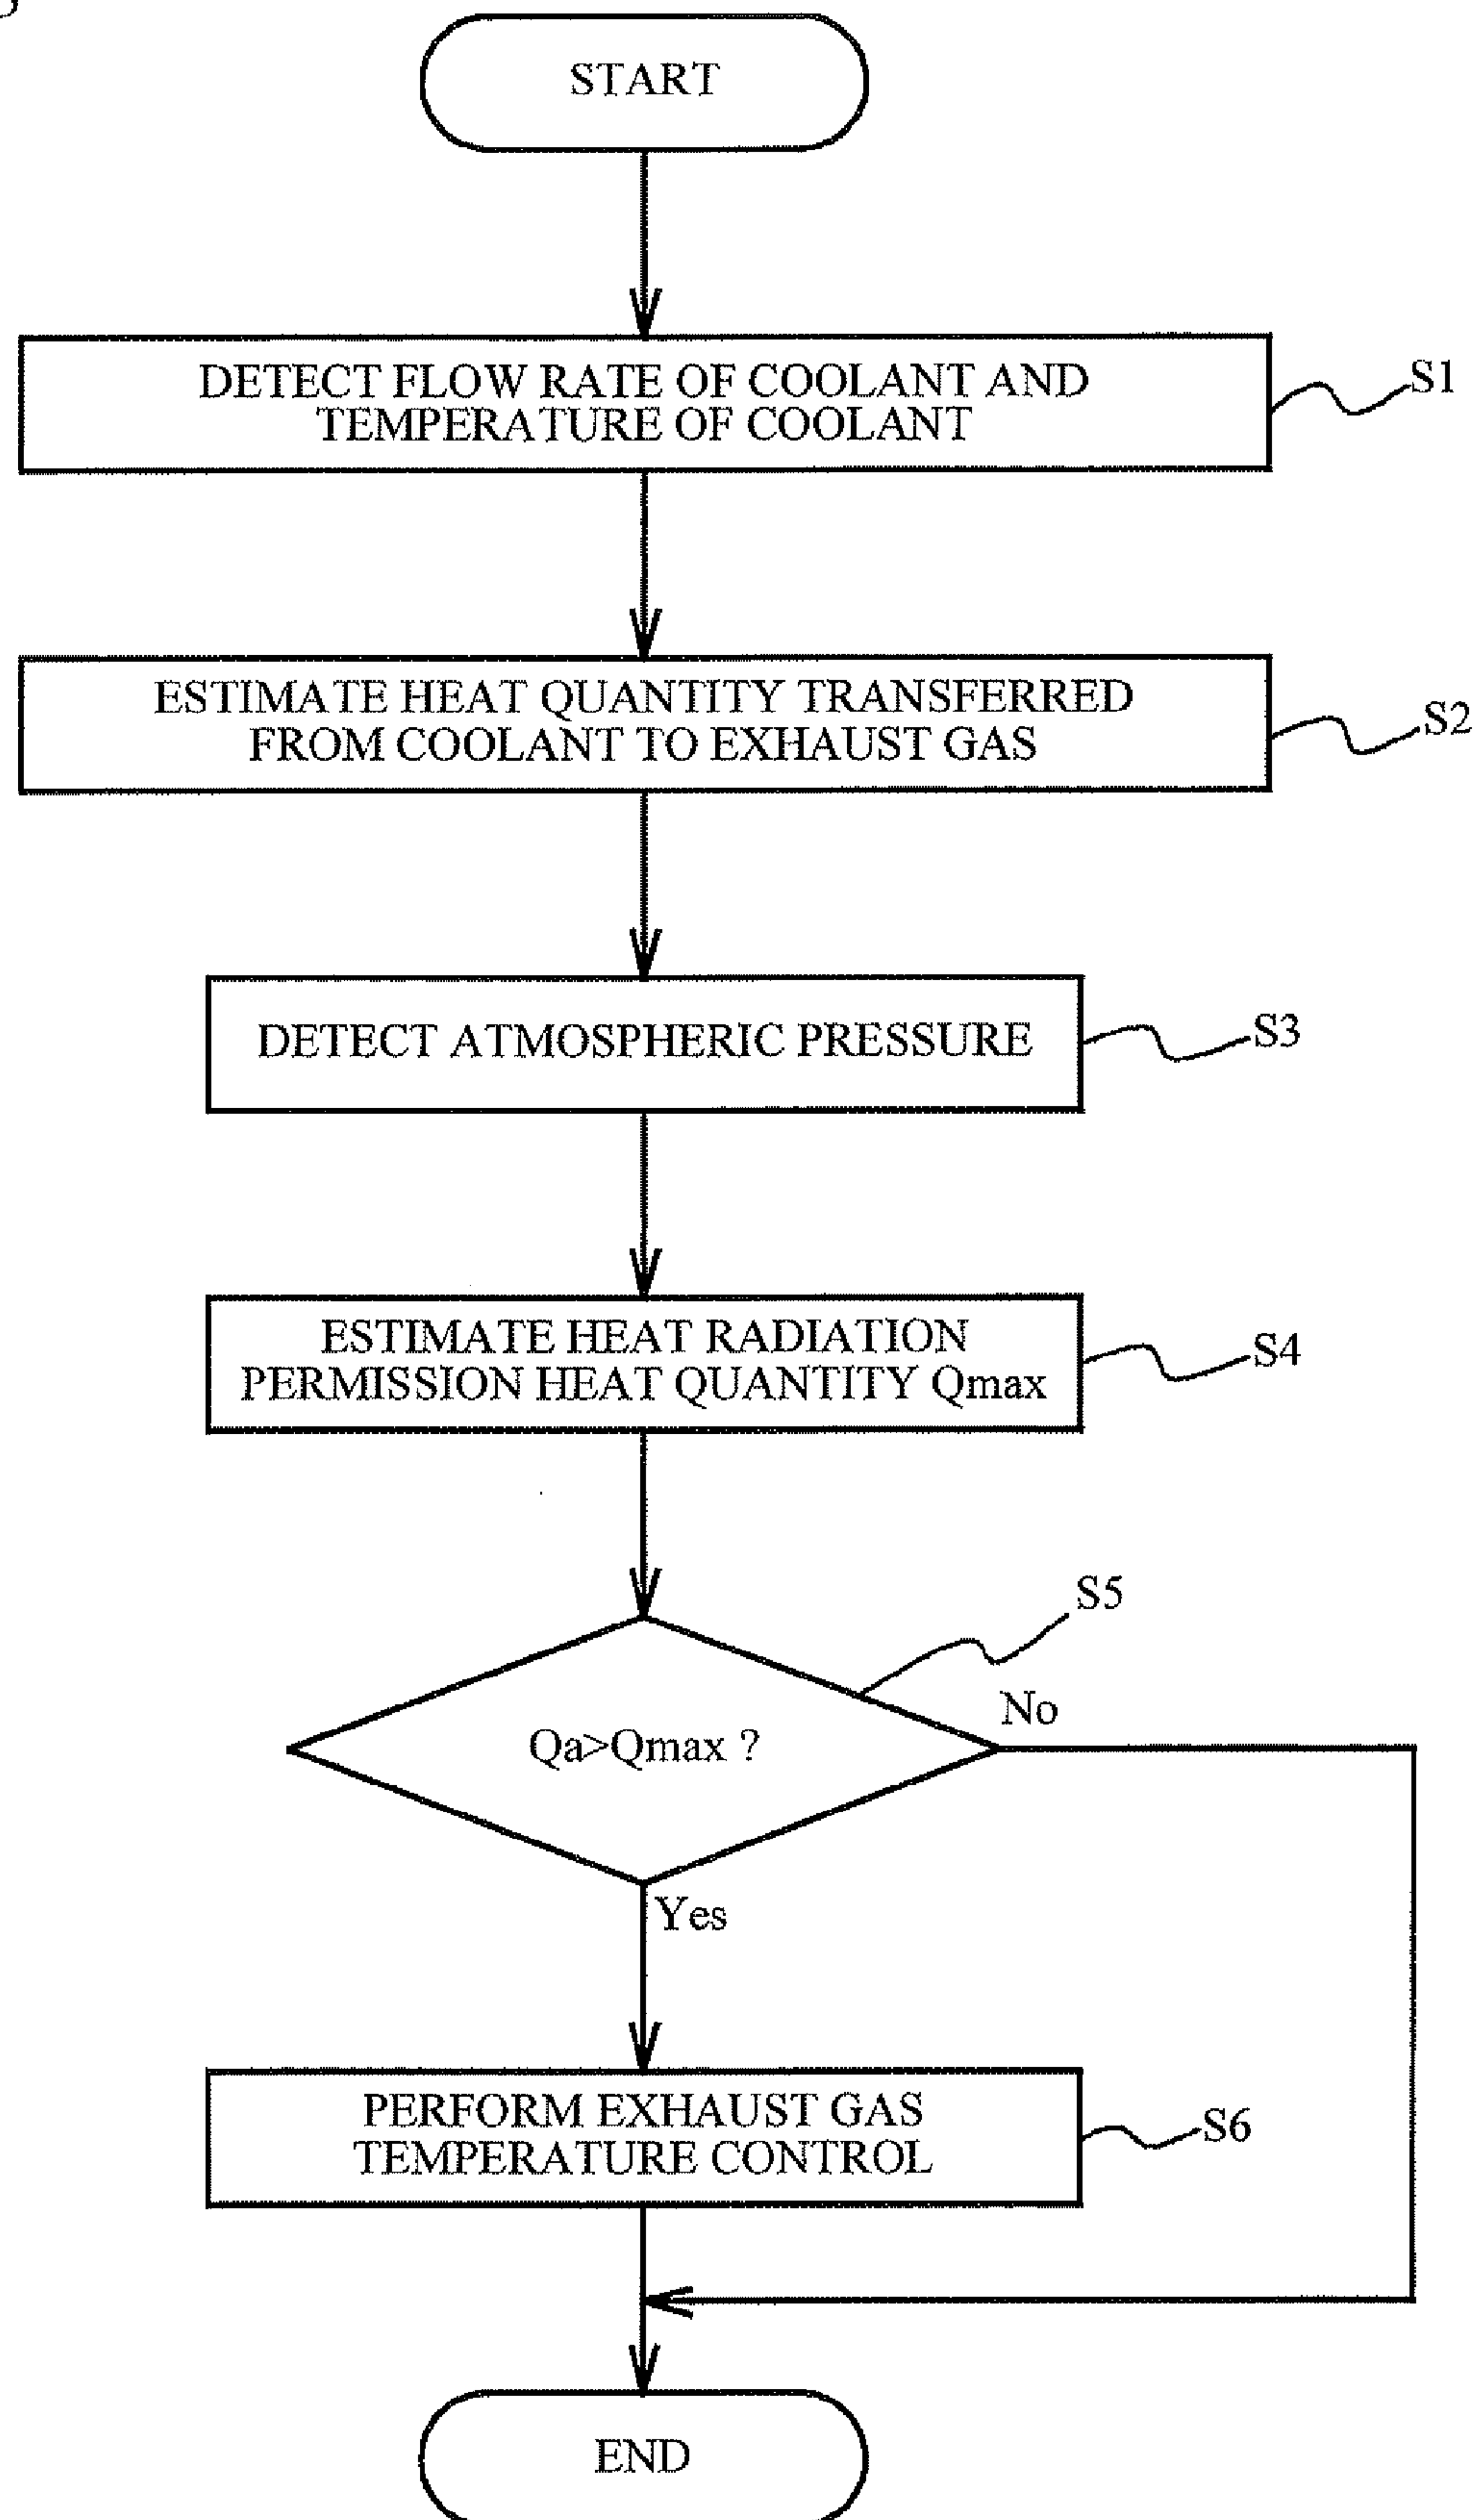 START
DETECT FLOW RATE OF COOLANT AND
TEMPERATURE OF COOLANT
S1
ESTIMATE HEAT QUANTITY TRANSFERRED
FROM COOLANT TO EXHAUST GAS
S2
DETECT ATMOSPHERIC PRESSURE
S3
ESTIMATE HEAT RADIATION
PERMISSION HEAT QUANTITY Qmax
S4
S5
No
Qa>Qmax ?
Yes
PERFORM EXHAUST GAS
TEMPERATURE CONTROL
S6
END